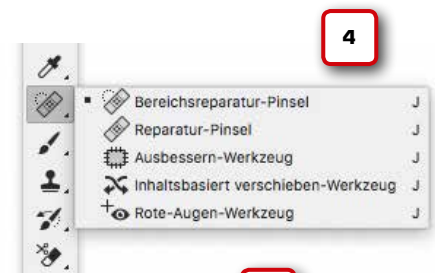 4
Bereichsreparatur-Pinsel J
Reparatur-Pinsel J
Ausbessern-Werkzeug J
Inhaltsbasiert verschieben-Werkzeug J
Rote-Augen-Werkzeug J